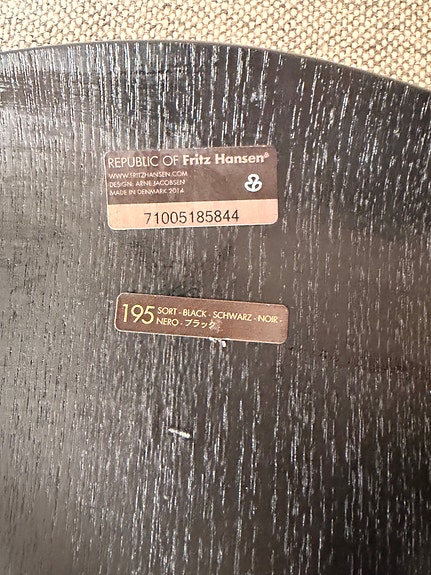 REPUBLIC OF Fritz Hansen®
WWW.FRITZHANSEN.COM
DESIGN: ARNE JACOBSEN
MADE IN DENMARK 2014
71005185844
195 SORT - BLACK - SCHWARZ - NOIR -
NERO - ブラック